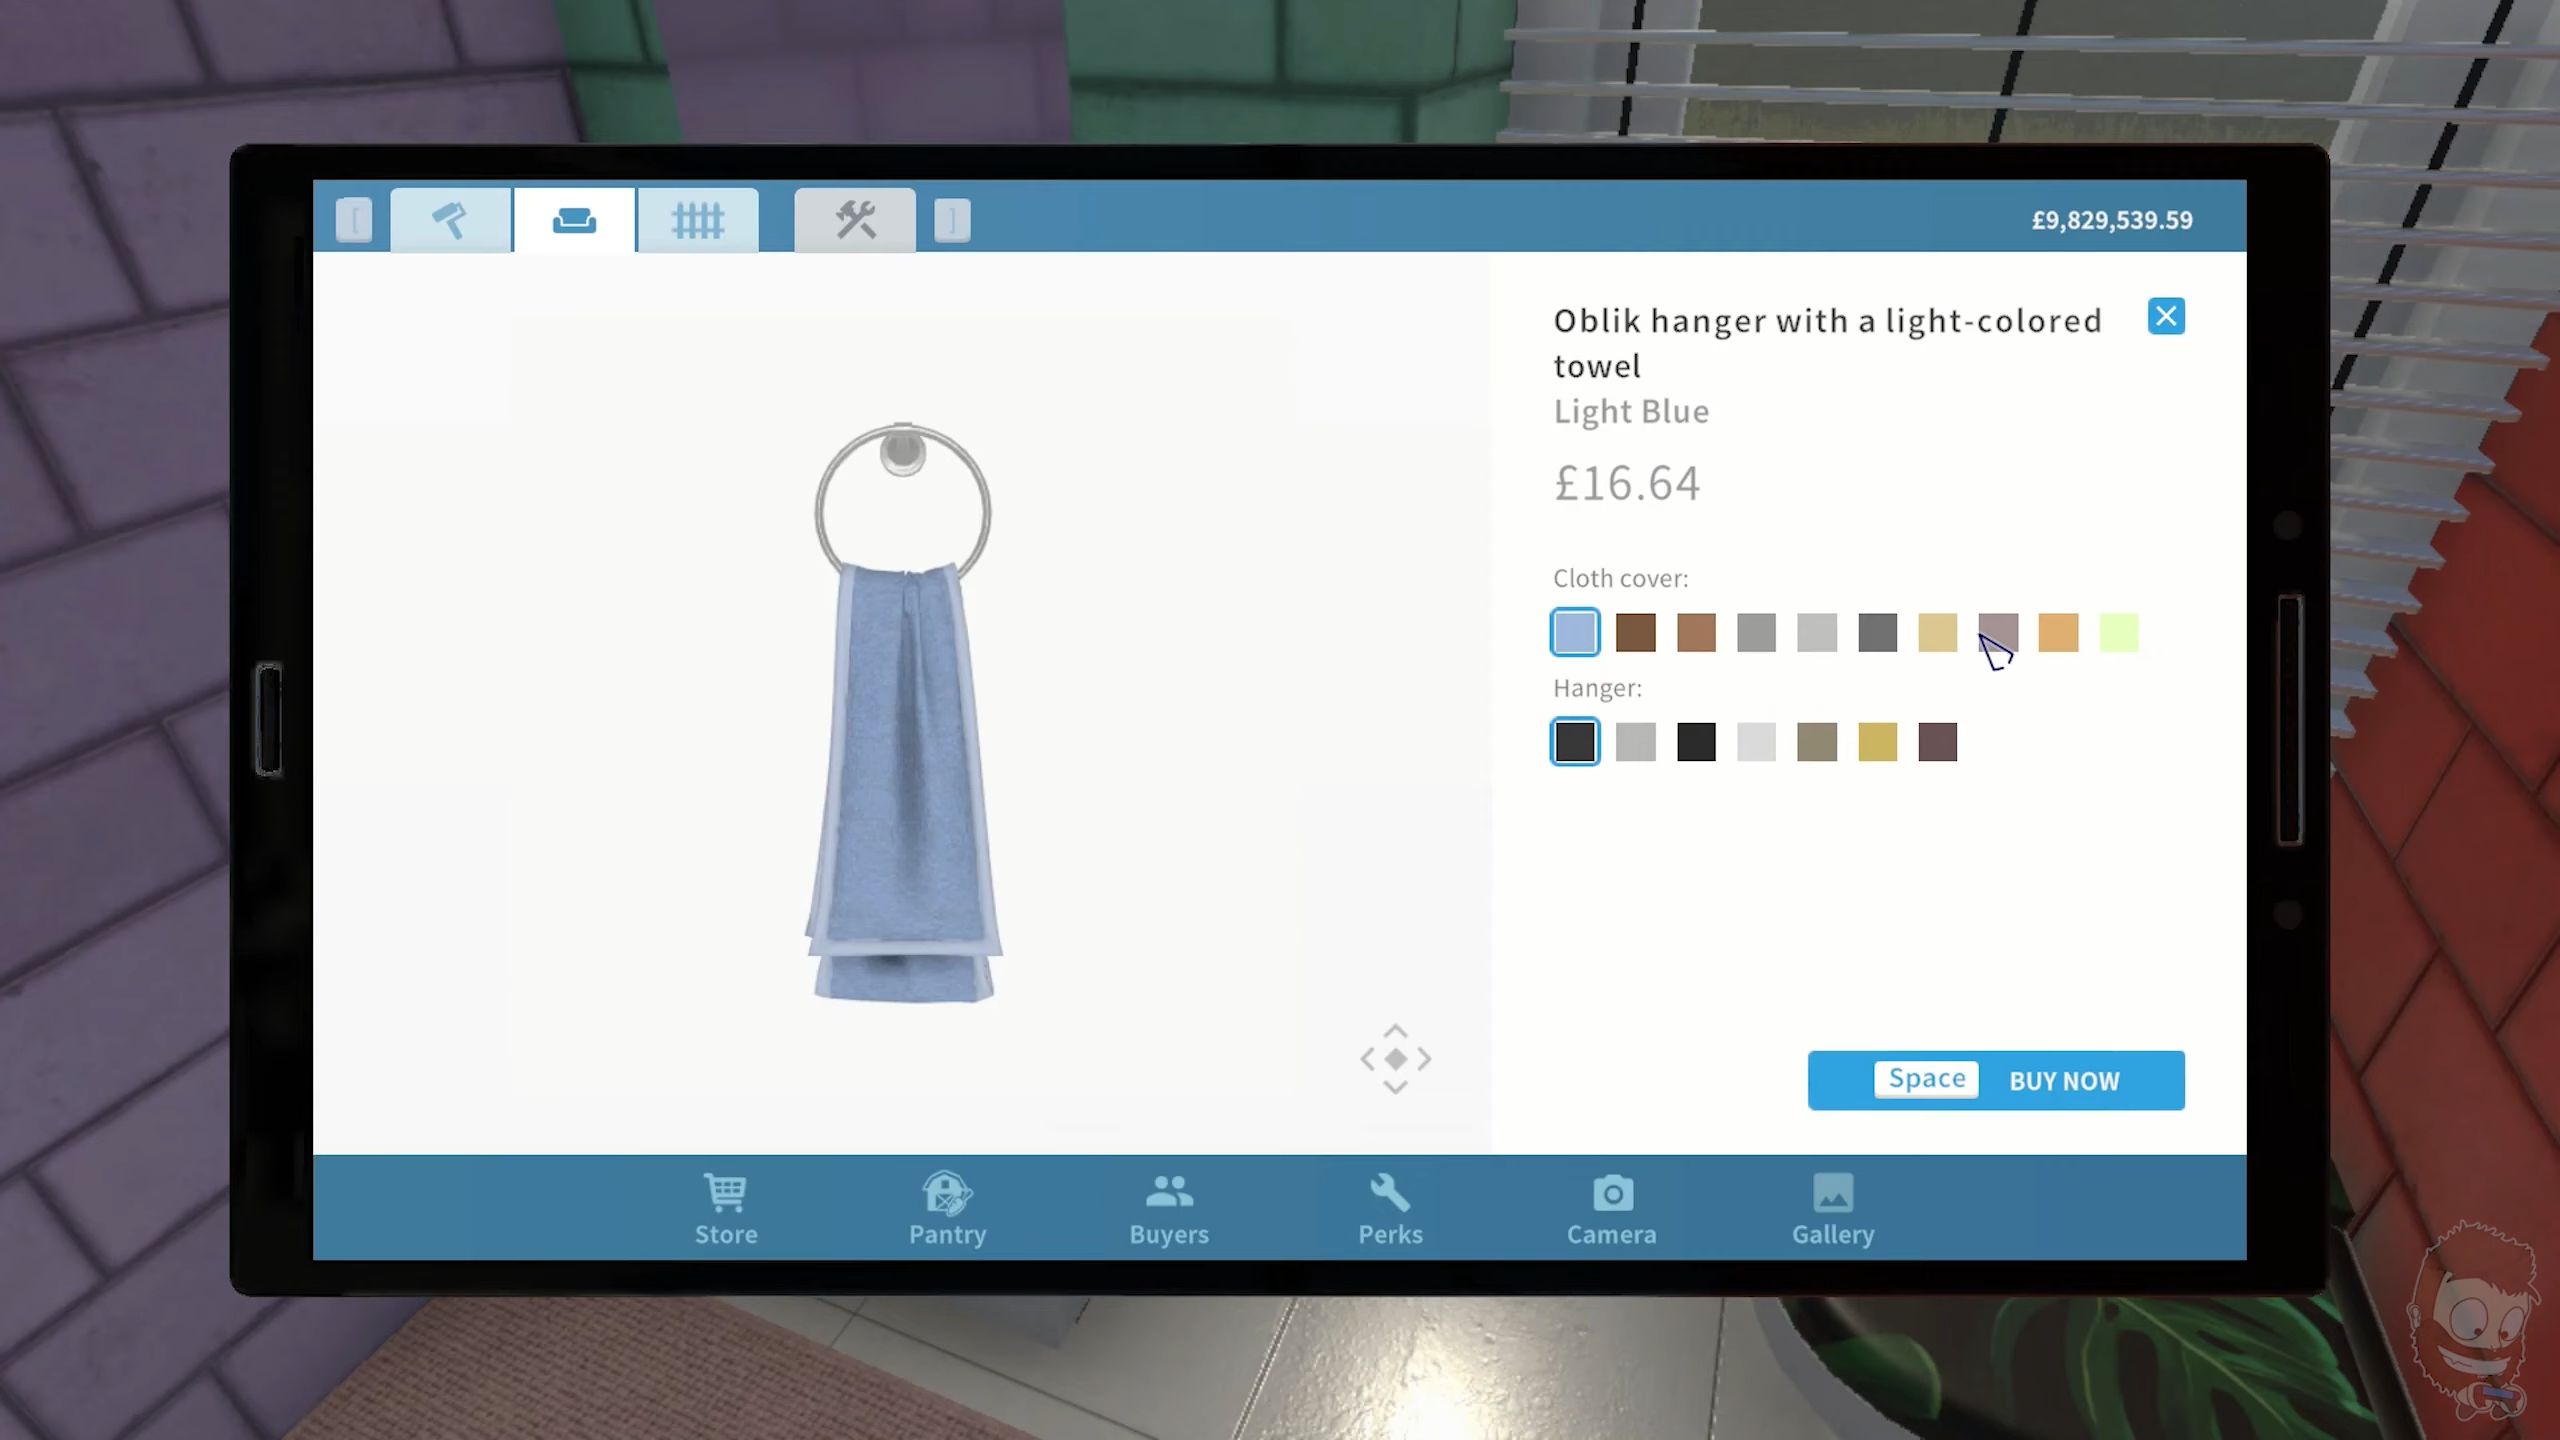 [
]
£9,829,539.59
Oblik hanger with a light-colored
towel
Light Blue
£16.64
Cloth cover:
Hanger:
Space BUY NOW
Store
Pantry
Buyers
Perks
Camera
Gallery